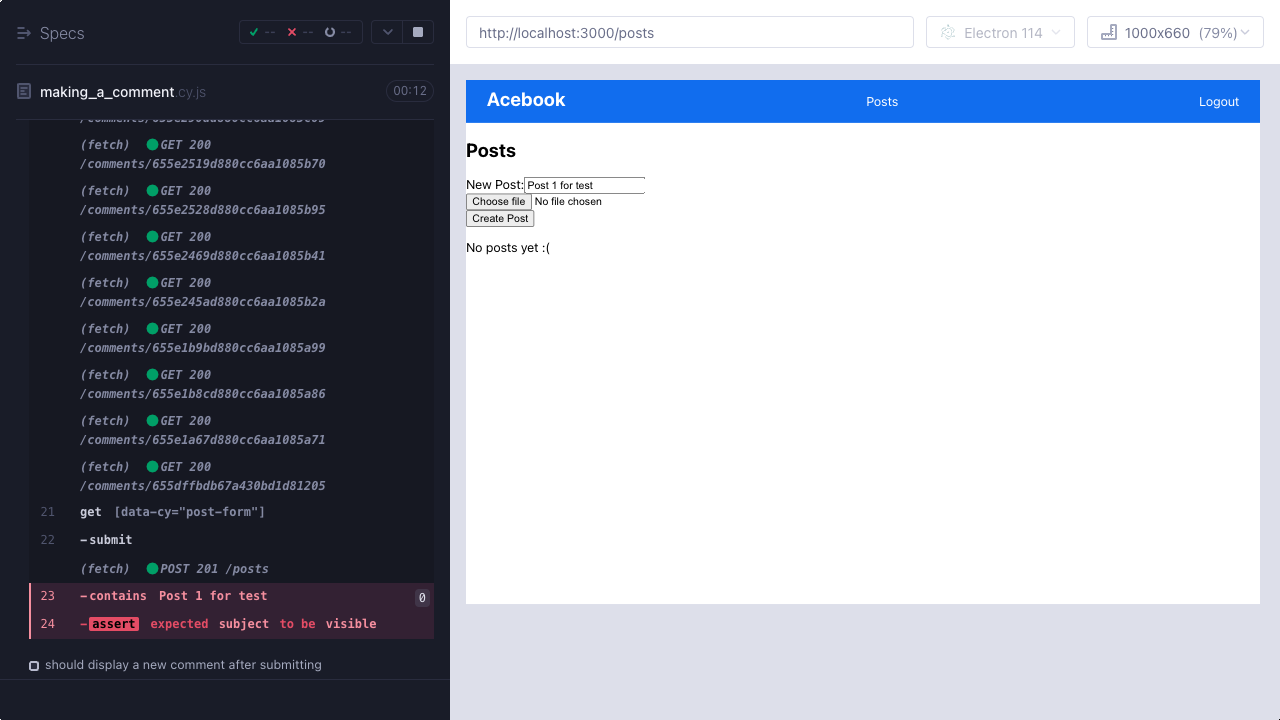 Specs
-- -- --
making_a_comment.cy.js
00:12
(fetch) GET 200
/comments/655e2519d880cc6aa1085b70
(fetch) GET 200
/comments/655e2528d880cc6aa1085b95
(fetch) GET 200
/comments/655e2469d880cc6aa1085b41
(fetch) GET 200
/comments/655e245ad880cc6aa1085b2a
(fetch) GET 200
/comments/655e1b9bd880cc6aa1085a99
(fetch) GET 200
/comments/655e1b8cd880cc6aa1085a86
(fetch) GET 200
/comments/655e1a67d880cc6aa1085a71
(fetch) GET 200
/comments/655dffbdb67a430bd1d81205
21 get [data-cy="post-form"]
22 -submit
(fetch) POST 201 /posts
23 -contains Post 1 for test 0
24 -assert expected subject to be visible
should display a new comment after submitting
http://localhost:3000/posts
Electron 114
1000x660 (79%)
Acebook
Posts
Logout
Posts
New Post: Post 1 for test
Choose file No file chosen
Create Post
No posts yet :(